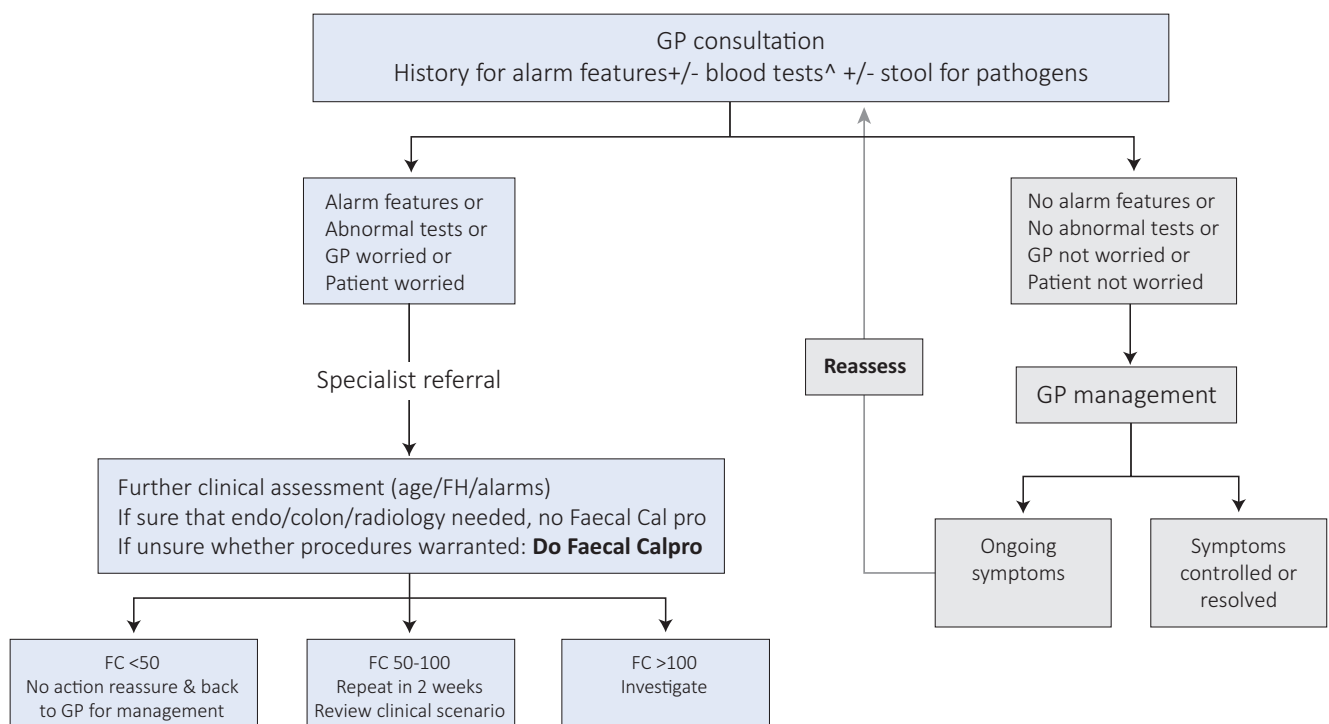 GP consultation
History for alarm features+/- blood tests^ +/- stool for pathogens
Alarm features or
Abnormal tests or
GP worried or
Patient worried
No alarm features or
No abnormal tests or
GP not worried or
Patient not worried
Specialist referral
Reassess
GP management
Further clinical assessment (age/FH/alarms)
If sure that endo/colon/radiology needed, no Faecal Cal pro
If unsure whether procedures warranted: Do Faecal Calpro
Ongoing
symptoms
Symptoms
controlled or
resolved
FC <50
No action reassure & back
to GP for management
FC 50-100
Repeat in 2 weeks
Review clinical scenario
FC >100
Investigate